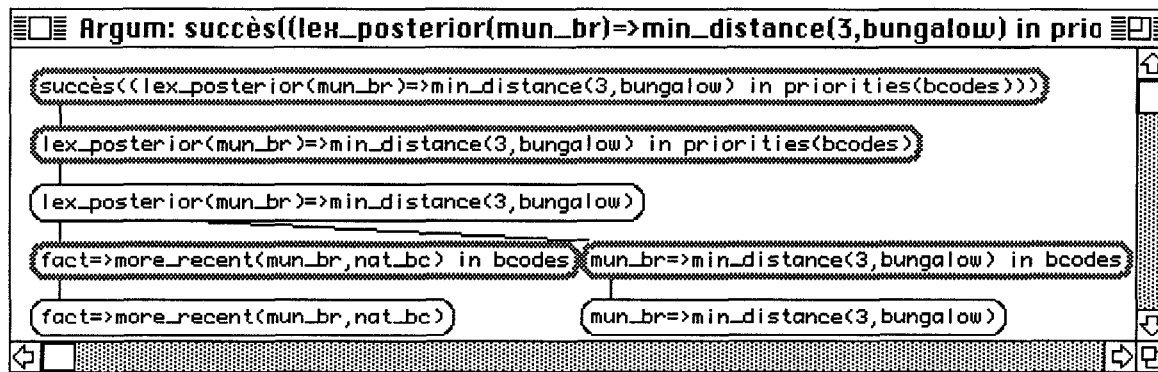 Argum: succès((lex_posterior(mun_br)=>min_distance(3,bungalow) in prio
succès((lex_posterior(mun_br)=>min_distance(3,bungalow) in priorities(bcodes)))
lex_posterior(mun_br)=>min_distance(3,bungalow) in priorities(bcodes)
lex_posterior(mun_br)=>min_distance(3,bungalow)
fact=>more_recent(mun_br,nat_bc) in bcodes mun_br=>min_distance(3,bungalow) in bcodes
fact=>more_recent(mun_br,nat_bc) mun_br=>min_distance(3,bungalow)